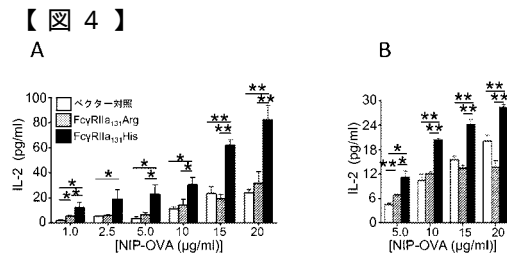 【図4】
A
B
IL-2 (pg/ml)
100
80
60
40
20
0
ベクター対照
FcγRIIa₁₃₁Arg
FcγRIIa₁₃₁His
* * *
*
* *
* *
** **
** **
1.0 2.5 5.0 10 15 20
[NIP-OVA (μg/ml)]
IL-2 (pg/ml)
30
24
18
12
6
0
** * *
** **
** **
** **
5.0 10 15 20
[NIP-OVA (μg/ml)]